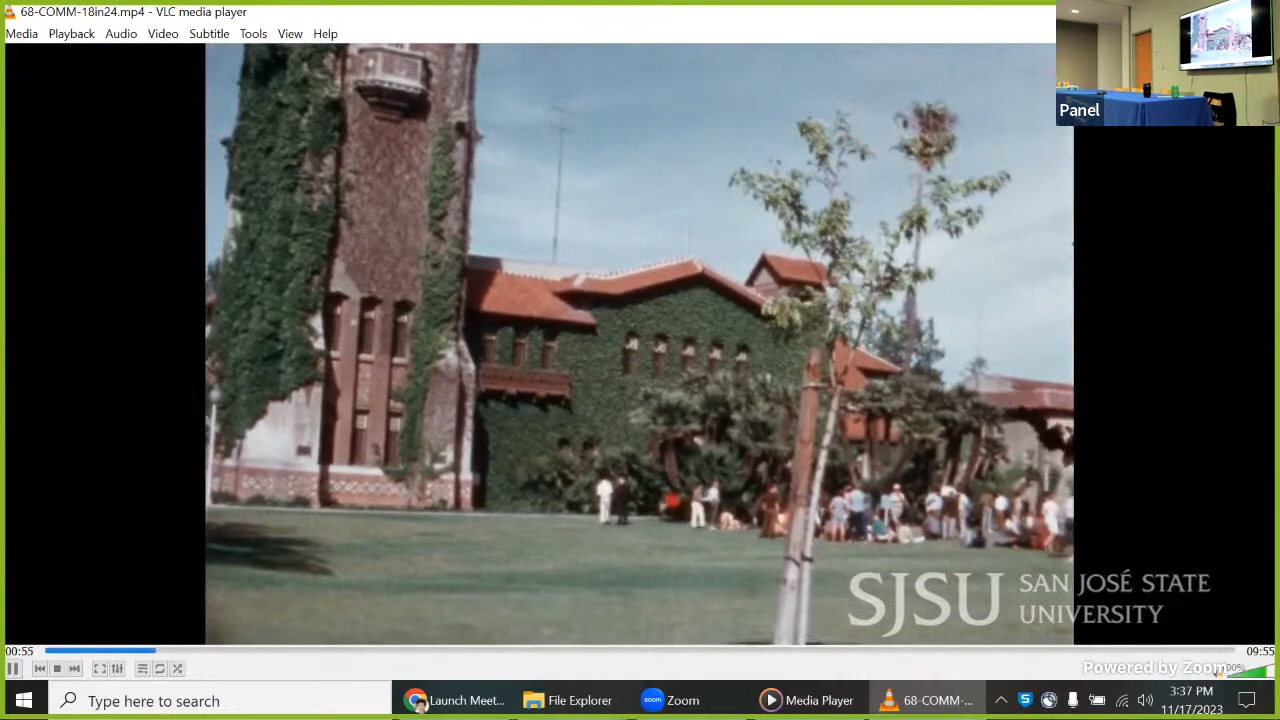 68-COMM-18in24.mp4 - VLC media player
Media Playback Audio Video Subtitle Tools View Help
Panel
SJSU SAN JOSÉ STATE
UNIVERSITY
00:55
09:55
Powered by Zoom
Type here to search
Launch Meet...
File Explorer
Zoom
Media Player
68-COMM-...
3:37 PM
11/17/2023